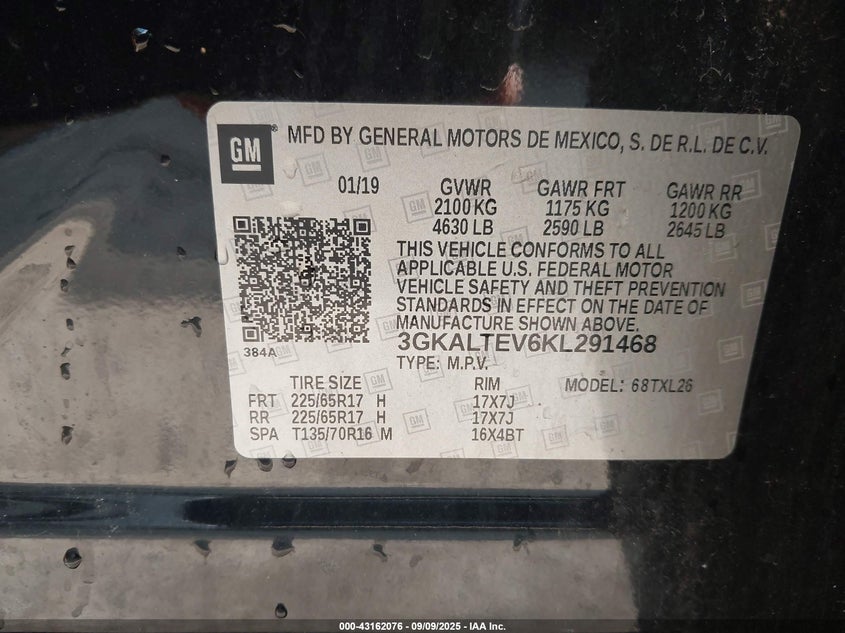 GM ® MFD BY GENERAL MOTORS DE MEXICO, S. DE R.L. DE C.V.
01/19 GVWR GAWR FRT GAWR RR
2100 KG 1175 KG 1200 KG
4630 LB 2590 LB 2645 LB
THIS VEHICLE CONFORMS TO ALL
APPLICABLE U.S. FEDERAL MOTOR
VEHICLE SAFETY AND THEFT PREVENTION
STANDARDS IN EFFECT ON THE DATE OF
MANUFACTURE SHOWN ABOVE.
384A
3GKALTEV6KL291468
TYPE: M.P.V.
TIRE SIZE RIM MODEL: 68TXL26
FRT 225/65R17 H 17X7J
RR 225/65R17 H 17X7J
SPA T135/70R16 M 16X4BT
000-43162076 - 09/09/2025 - IAA Inc.